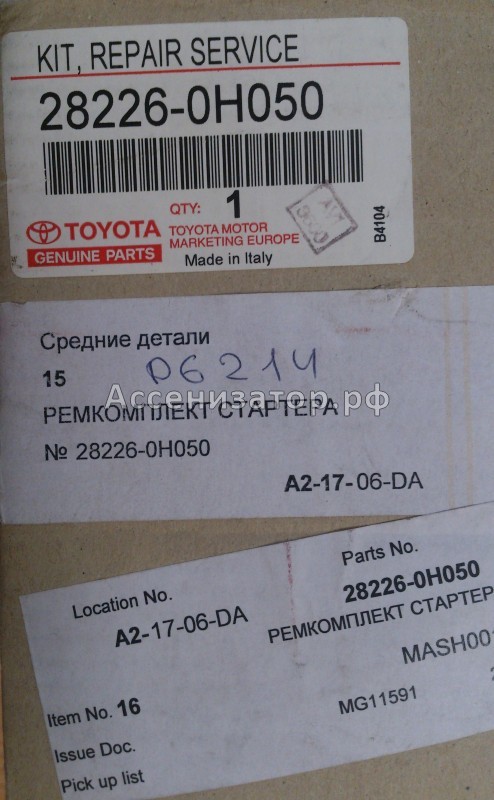 KIT, REPAIR SERVICE
28226-0H050
QTY: 1
TOYOTA
GENUINE PARTS
TOYOTA MOTOR
MARKETING EUROPE
Made in Italy
B4104
Средние детали
15 D6214
Ассенизатор.рф
РЕМКОМПЛЕКТ СТАРТЕРА
№ 28226-0H050
A2-17-06-DA
Location No.
A2-17-06-DA
Parts No.
28226-0H050
РЕМКОМПЛЕКТ СТАРТЕР
MASH00
Item No. 16
MG11591
Issue Doc.
Pick up list